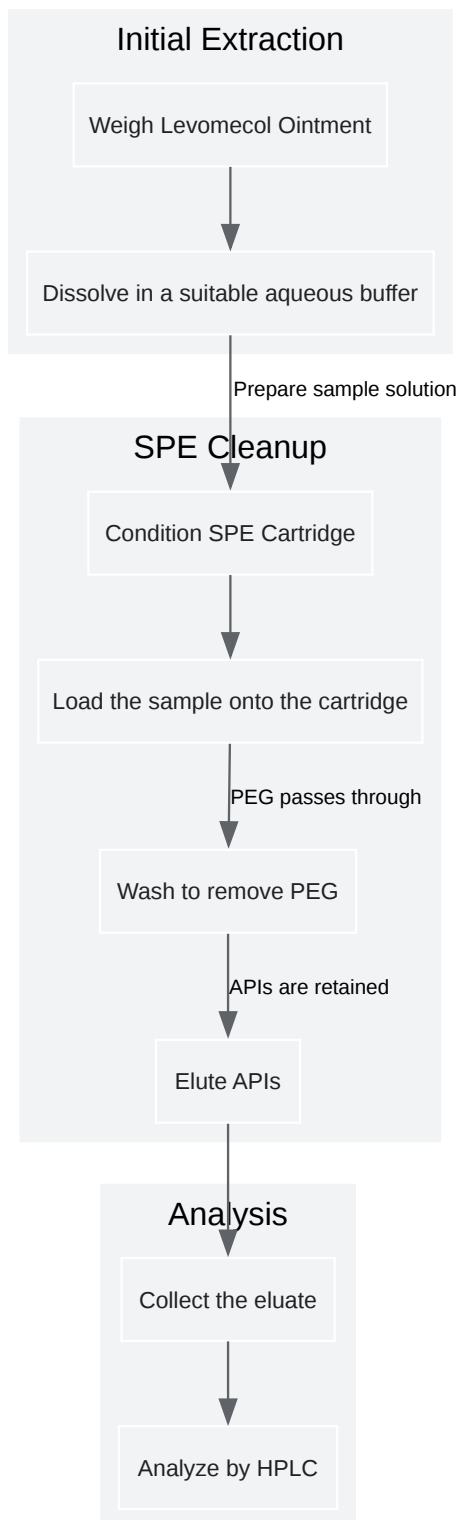 Initial Extraction
Weigh Levomecol Ointment
Dissolve in a suitable aqueous buffer
Prepare sample solution
SPE Cleanup
Condition SPE Cartridge
Load the sample onto the cartridge
PEG passes through
Wash to remove PEG
APIs are retained
Elute APIs
Analysis
Collect the eluate
Analyze by HPLC